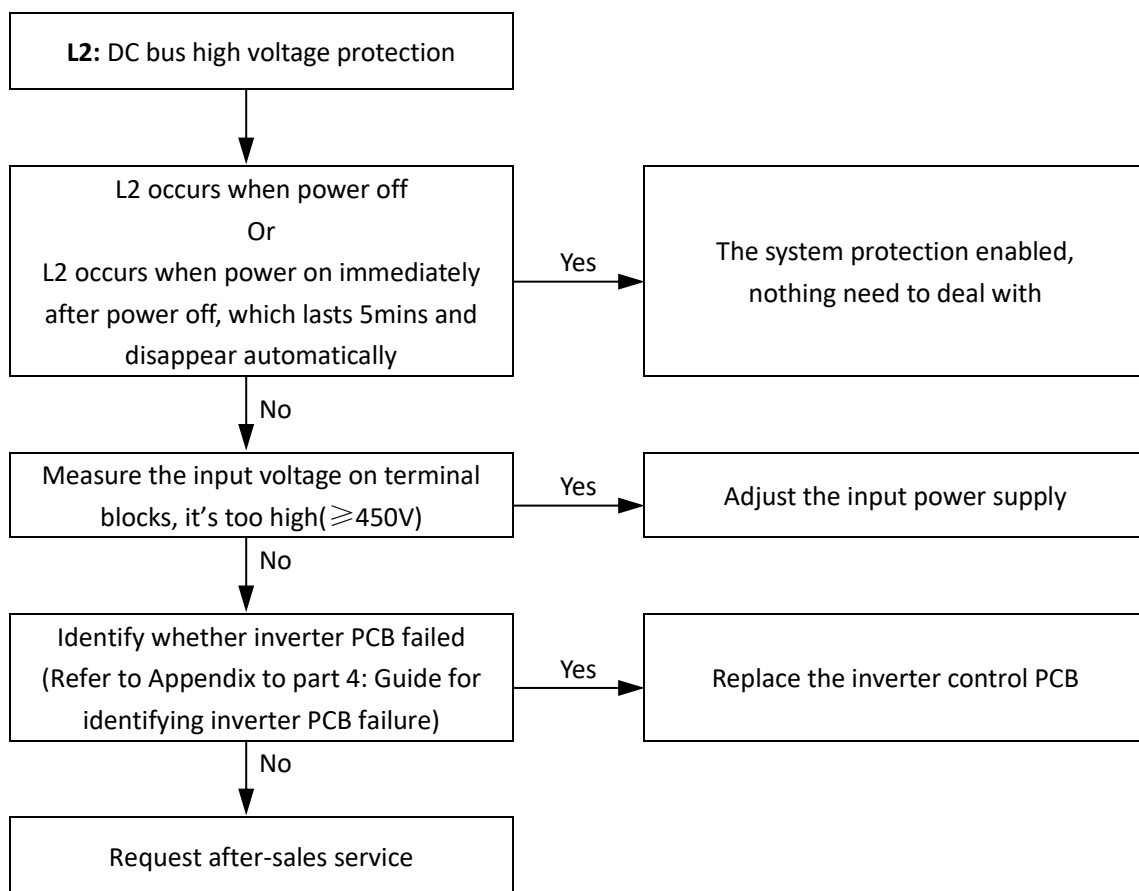 L2: DC bus high voltage protection
L2 occurs when power off
Or
L2 occurs when power on immediately
after power off, which lasts 5mins and
disappear automatically
Yes
The system protection enabled,
nothing need to deal with
No
Measure the input voltage on terminal
blocks, it’s too high(≥450V)
Yes
Adjust the input power supply
No
Identify whether inverter PCB failed
(Refer to Appendix to part 4: Guide for
identifying inverter PCB failure)
Yes
Replace the inverter control PCB
No
Request after-sales service